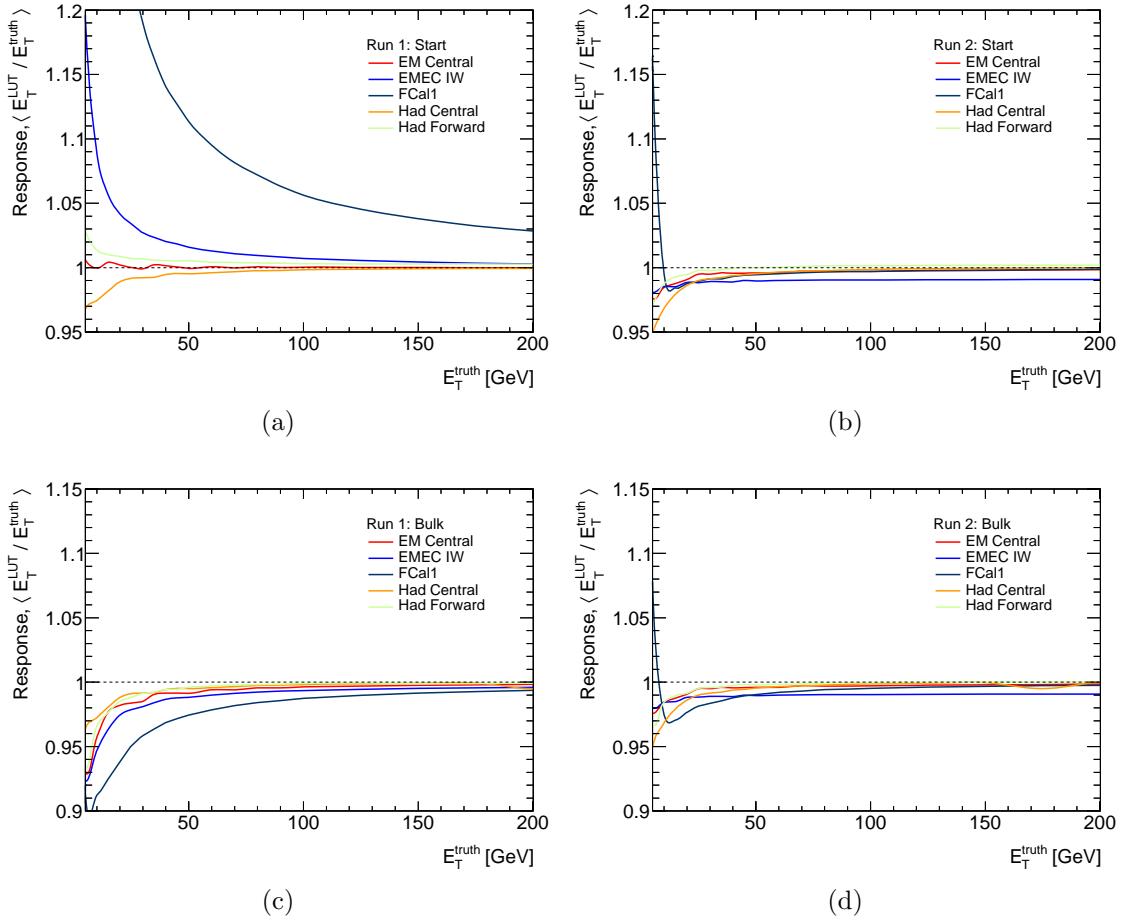 Response, ⟨ E_T^LUT / E_T^truth ⟩
1.2
1.15
1.1
1.05
1
0.95
Run 1: Start
EM Central
EMEC IW
FCal1
Had Central
Had Forward
50 100 150 200
E_T^truth [GeV]
(a)
Response, ⟨ E_T^LUT / E_T^truth ⟩
1.2
1.15
1.1
1.05
1
0.95
Run 2: Start
EM Central
EMEC IW
FCal1
Had Central
Had Forward
50 100 150 200
E_T^truth [GeV]
(b)
Response, ⟨ E_T^LUT / E_T^truth ⟩
1.15
1.1
1.05
1
0.95
0.9
Run 1: Bulk
EM Central
EMEC IW
FCal1
Had Central
Had Forward
50 100 150 200
E_T^truth [GeV]
(c)
Response, ⟨ E_T^LUT / E_T^truth ⟩
1.15
1.1
1.05
1
0.95
0.9
Run 2: Bulk
EM Central
EMEC IW
FCal1
Had Central
Had Forward
50 100 150 200
E_T^truth [GeV]
(d)